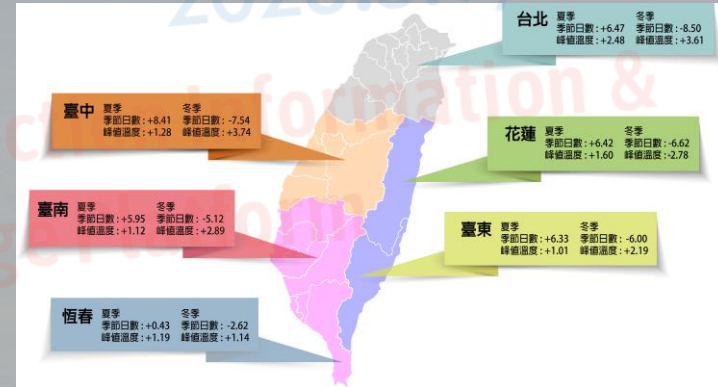 2026.3.
ction Information &
ge Platform
台北
夏季 冬季
季節日數:+6.47 季節日數:-8.50
峰值溫度:+2.48 峰值溫度:+3.61
臺中
夏季 冬季
季節日數:+8.41 季節日數:-7.54
峰值溫度:+1.28 峰值溫度:+3.74
花蓮
夏季 冬季
季節日數:+6.42 季節日數:-6.62
峰值溫度:+1.60 峰值溫度:-2.78
臺南
夏季 冬季
季節日數:+5.95 季節日數:-5.12
峰值溫度:+1.12 峰值溫度:+2.89
臺東
夏季 冬季
季節日數:+6.33 季節日數:-6.00
峰值溫度:+1.01 峰值溫度:+2.19
恆春
夏季 冬季
季節日數:+0.43 季節日數:-2.62
峰值溫度:+1.19 峰值溫度:+1.14